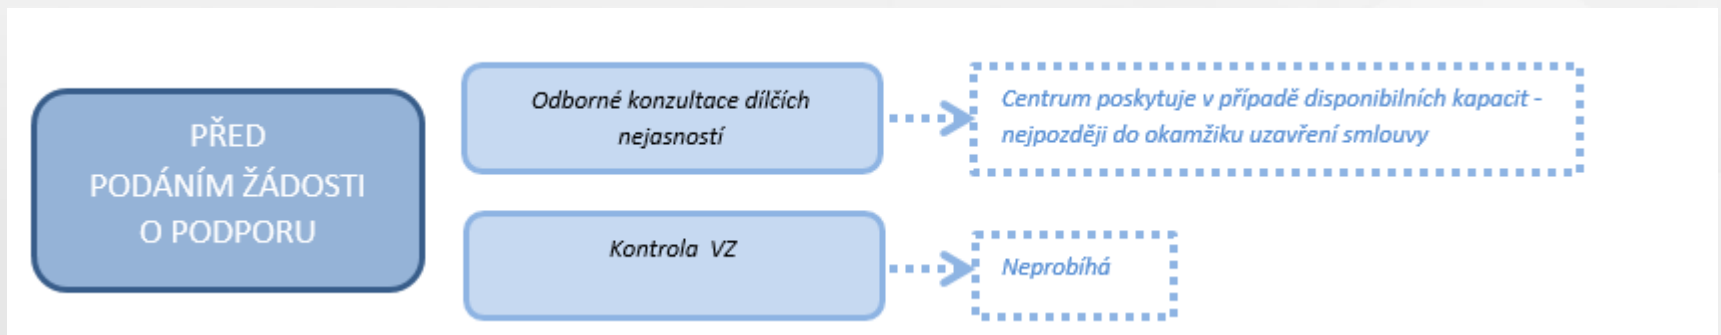 PŘED
PODÁNÍM ŽÁDOSTI
O PODPORU
Odborné konzultace dílčích
nejasností
Centrum poskytuje v případě disponibilních kapacit -
nejpozději do okamžiku uzavření smlouvy
Kontrola  VZ
Neprobíhá